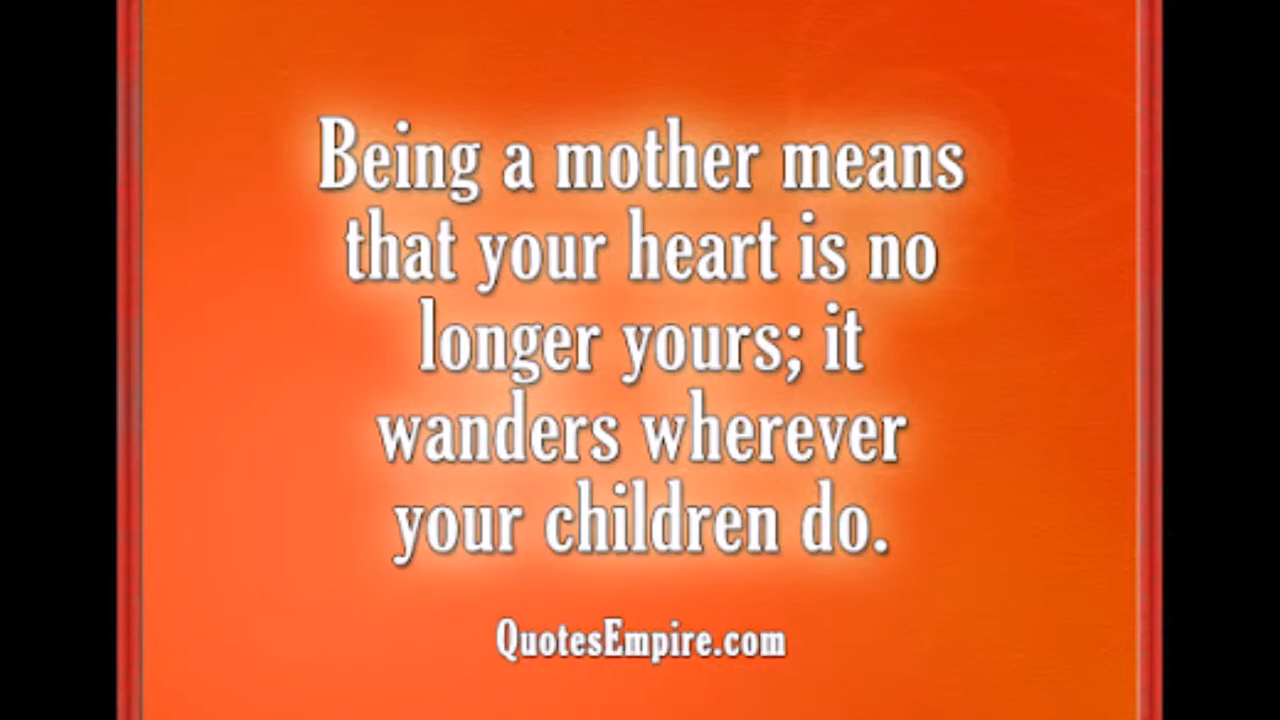 Being a mother means
that your heart is no
longer yours; it
wanders wherever
your children do.
QuotesEmpire.com